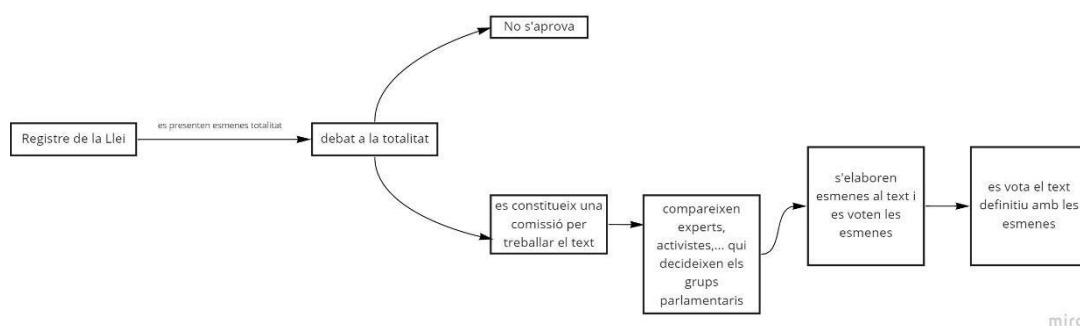 No s'aprova
Registre de la Llei
es presenten esmenes totalitat
debat a la totalitat
es constitueix una
comissió per
treballar el text
compareixen
experts,
activistes,... qui
decideixen els
grups
parlamentaris
s'elaboren
esmenes al text i
es voten les
esmenes
es vota el text
definitiu amb les
esmenes
miro